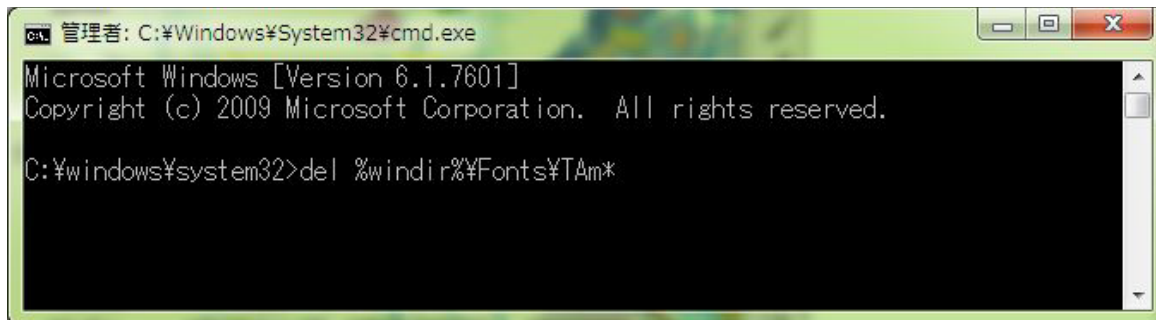 管理者: C:¥Windows¥System32¥cmd.exe
Microsoft Windows [Version 6.1.7601]
Copyright (c) 2009 Microsoft Corporation.  All rights reserved.
C:¥windows¥system32>del %windir%¥Fonts¥TAm*